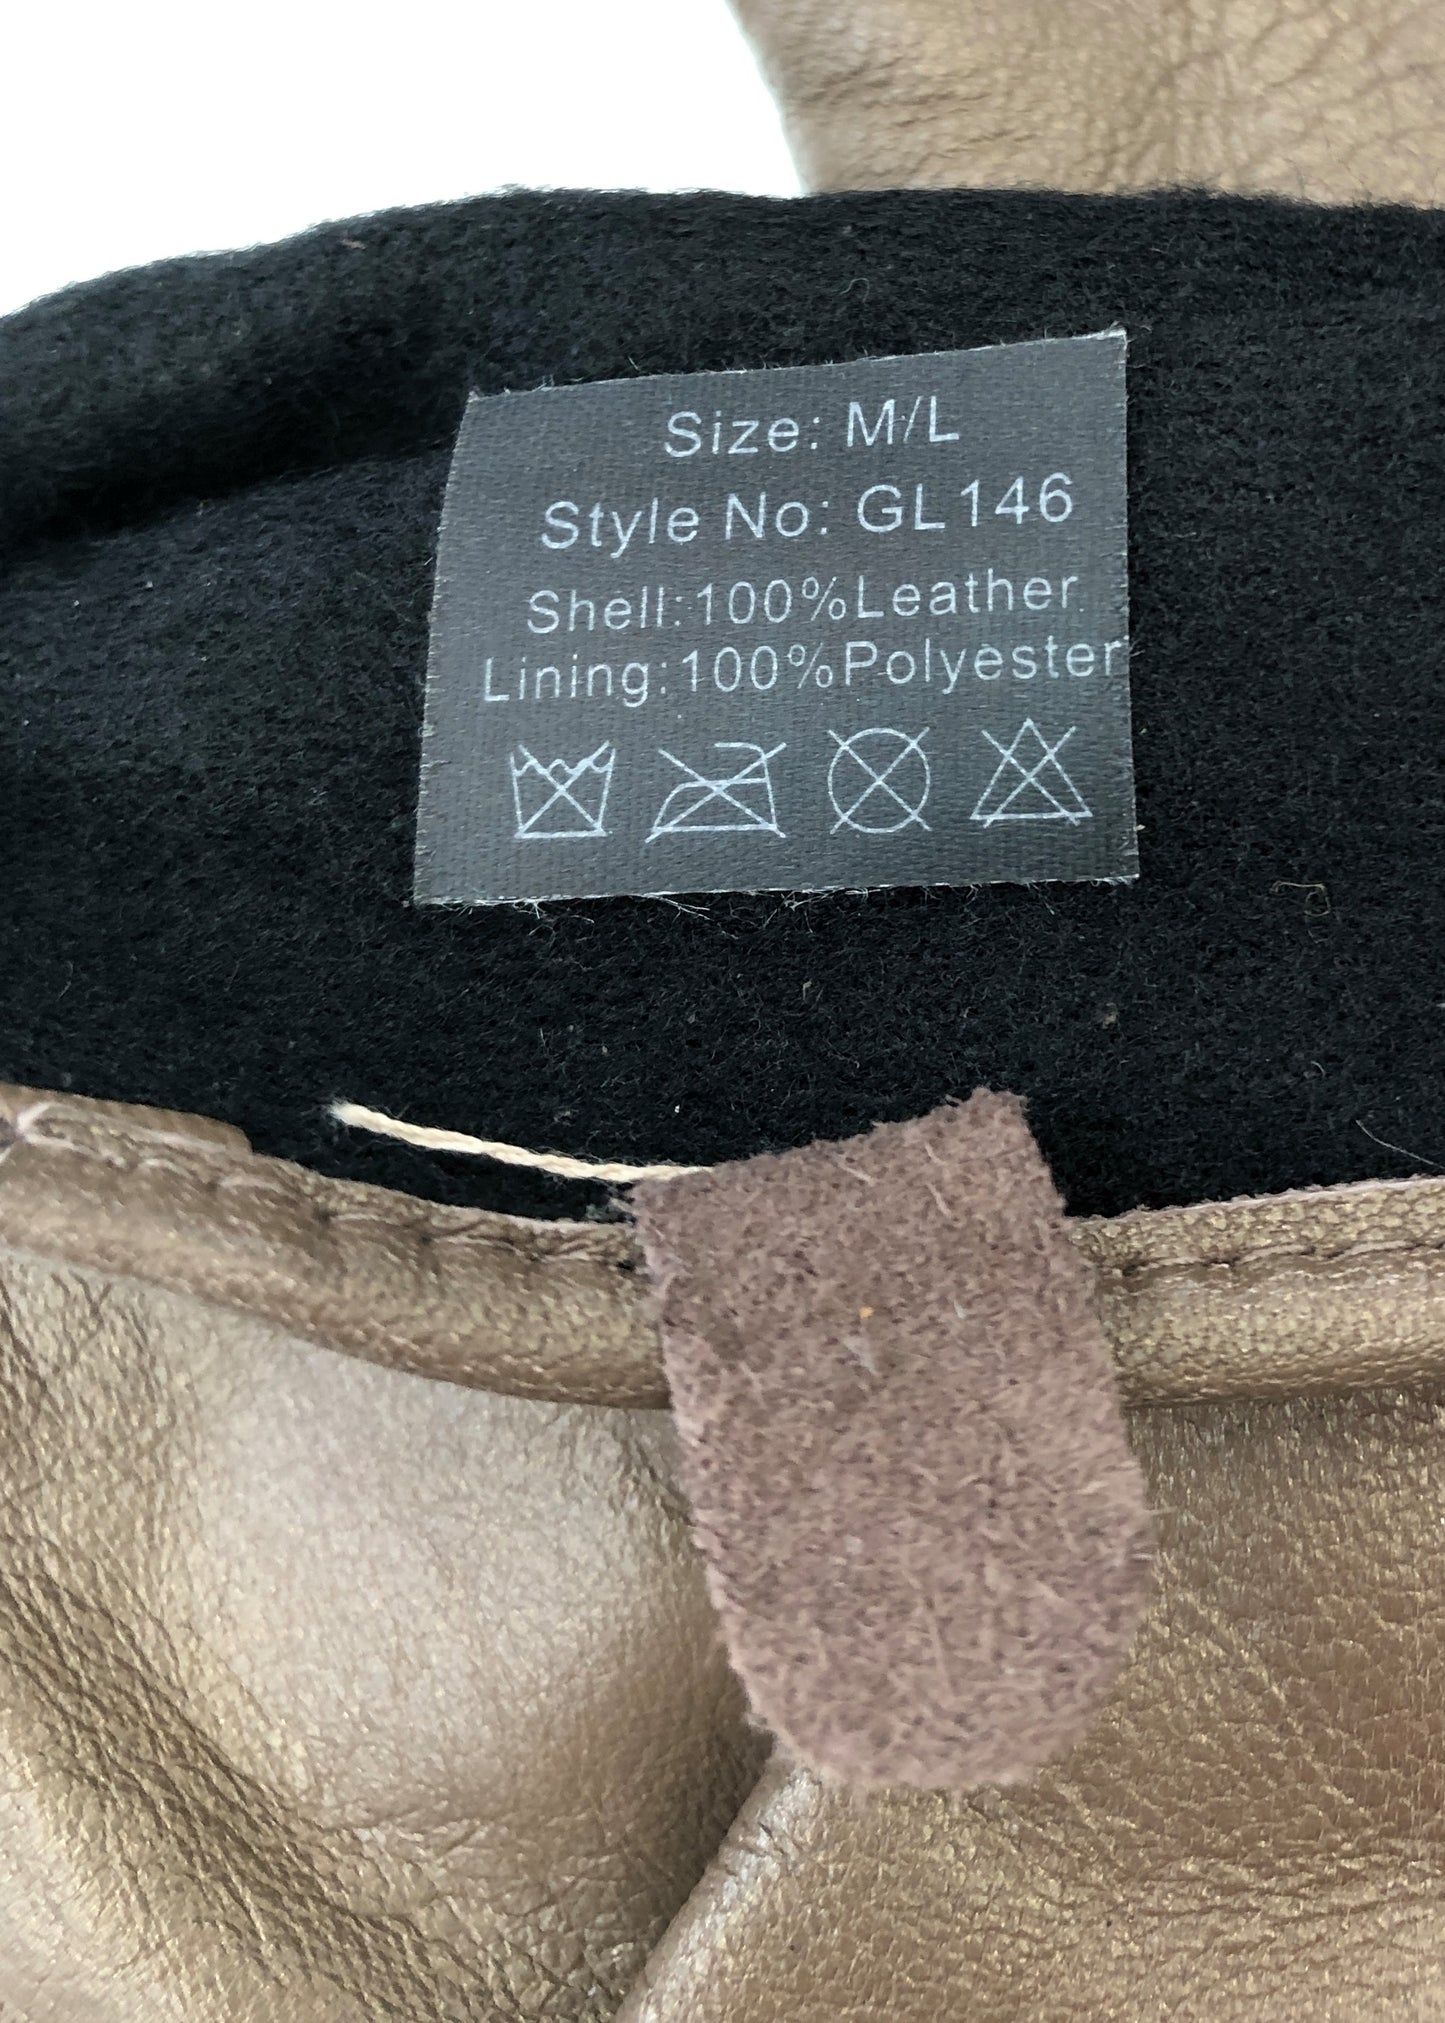 Size: M/L
Style No: GL146
Shell:100%Leather
Lining:100%Polyester